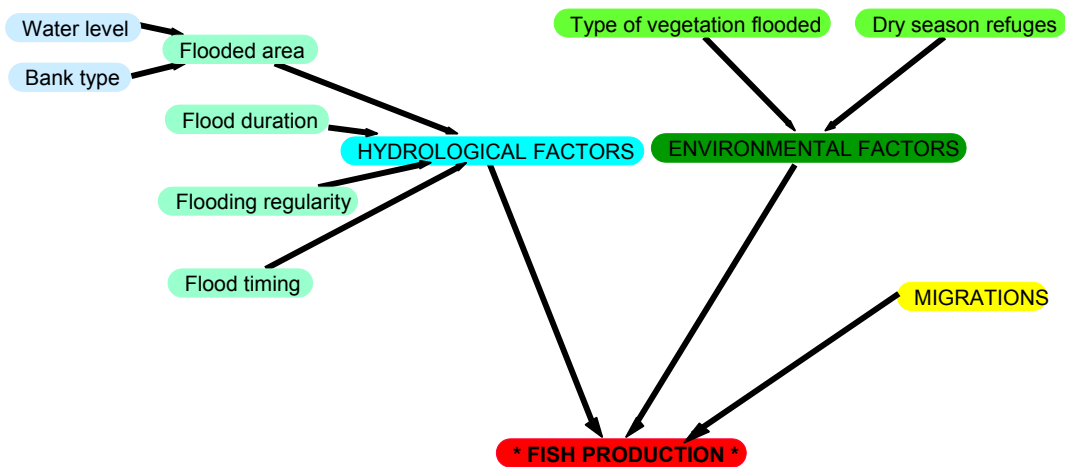 Water level
Type of vegetation flooded
Dry season refuges
Flooded area
Bank type
Flood duration
HYDROLOGICAL FACTORS
ENVIRONMENTAL FACTORS
Flooding regularity
Flood timing
MIGRATIONS
* FISH PRODUCTION *